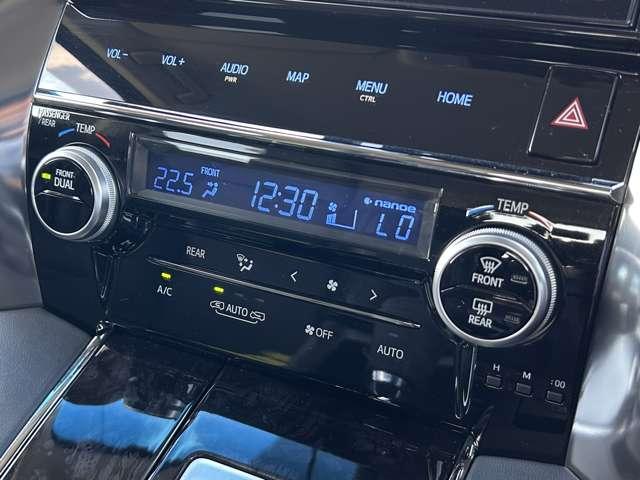 VOL− VOL+ AUDIO MAP MENU HOME
PWR CTRL
PASSENGER
REAR
TEMP
FRONT-
DUAL
FRONT
22.5 12:30 nanoe LO
TEMP
FRONT
REAR
REAR < >
A/C AUTO OFF AUTO
H M :00